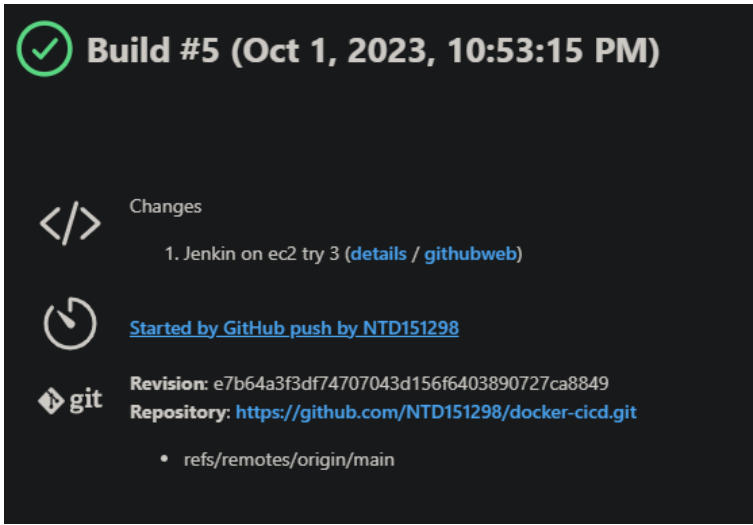 Build #5 (Oct 1, 2023, 10:53:15 PM)
Changes
1. Jenkin on ec2 try 3 (details / githubweb)
Started by GitHub push by NTD151298
git
Revision: e7b64a3f3df74707043d156f6403890727ca8849
Repository: https://github.com/NTD151298/docker-cicd.git
• refs/remotes/origin/main